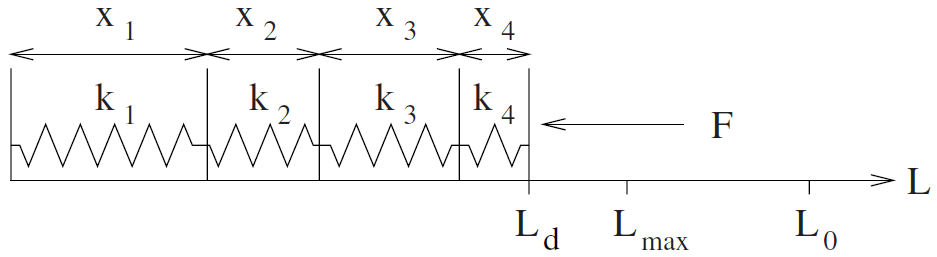 x 1 x 2 x 3 x 4
k 1 k 2 k 3 k 4
F
L
L d L max L 0